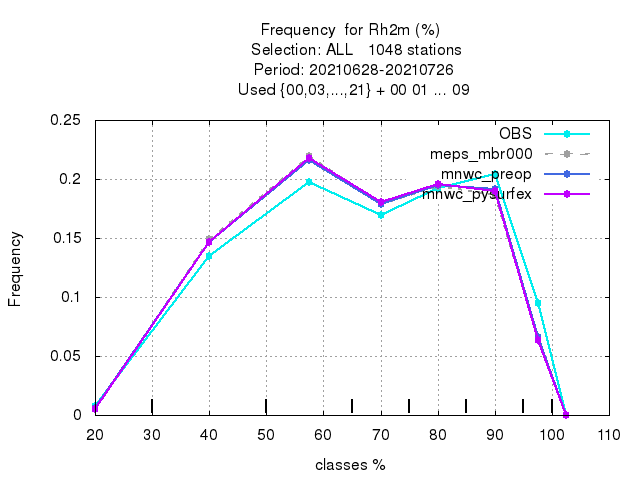 Frequency for Rh2m (%)
Selection: ALL 1048 stations
Period: 20210628-20210726
Used {00,03,...,21} + 00 01 ... 09
0.25
0.2
0.15
0.1
0.05
0
Frequency
OBS
meps_mbr000
mnwc_preop
mnwc_pysurfex
20 30 40 50 60 70 80 90 100 110
classes %